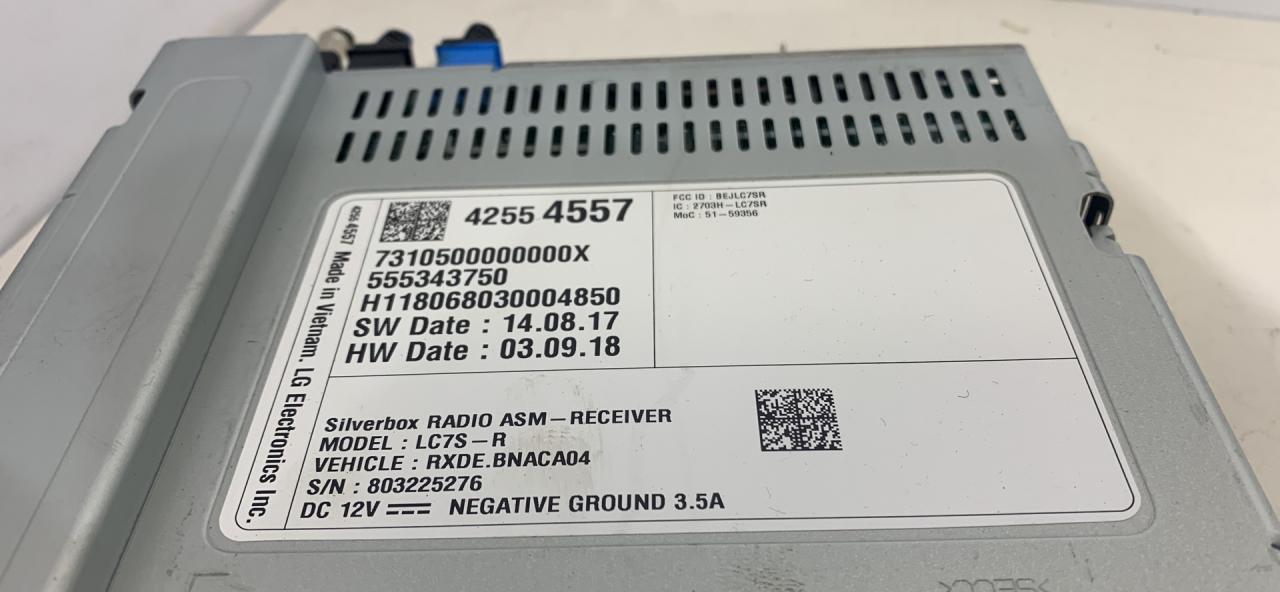 4255 4557 Made in Vietnam. LG Electronics Inc.
4255 4557
7310500000000X
555343750
H118068030004850
SW Date : 14.08.17
HW Date : 03.09.18
FCC ID : BEJLC7SR
IC : 2703H-LC7SR
MoC : 51-59356
Silverbox RADIO ASM-RECEIVER
MODEL : LC7S-R
VEHICLE : RXDE.BNACA04
S/N : 803225276
DC 12V NEGATIVE GROUND 3.5A